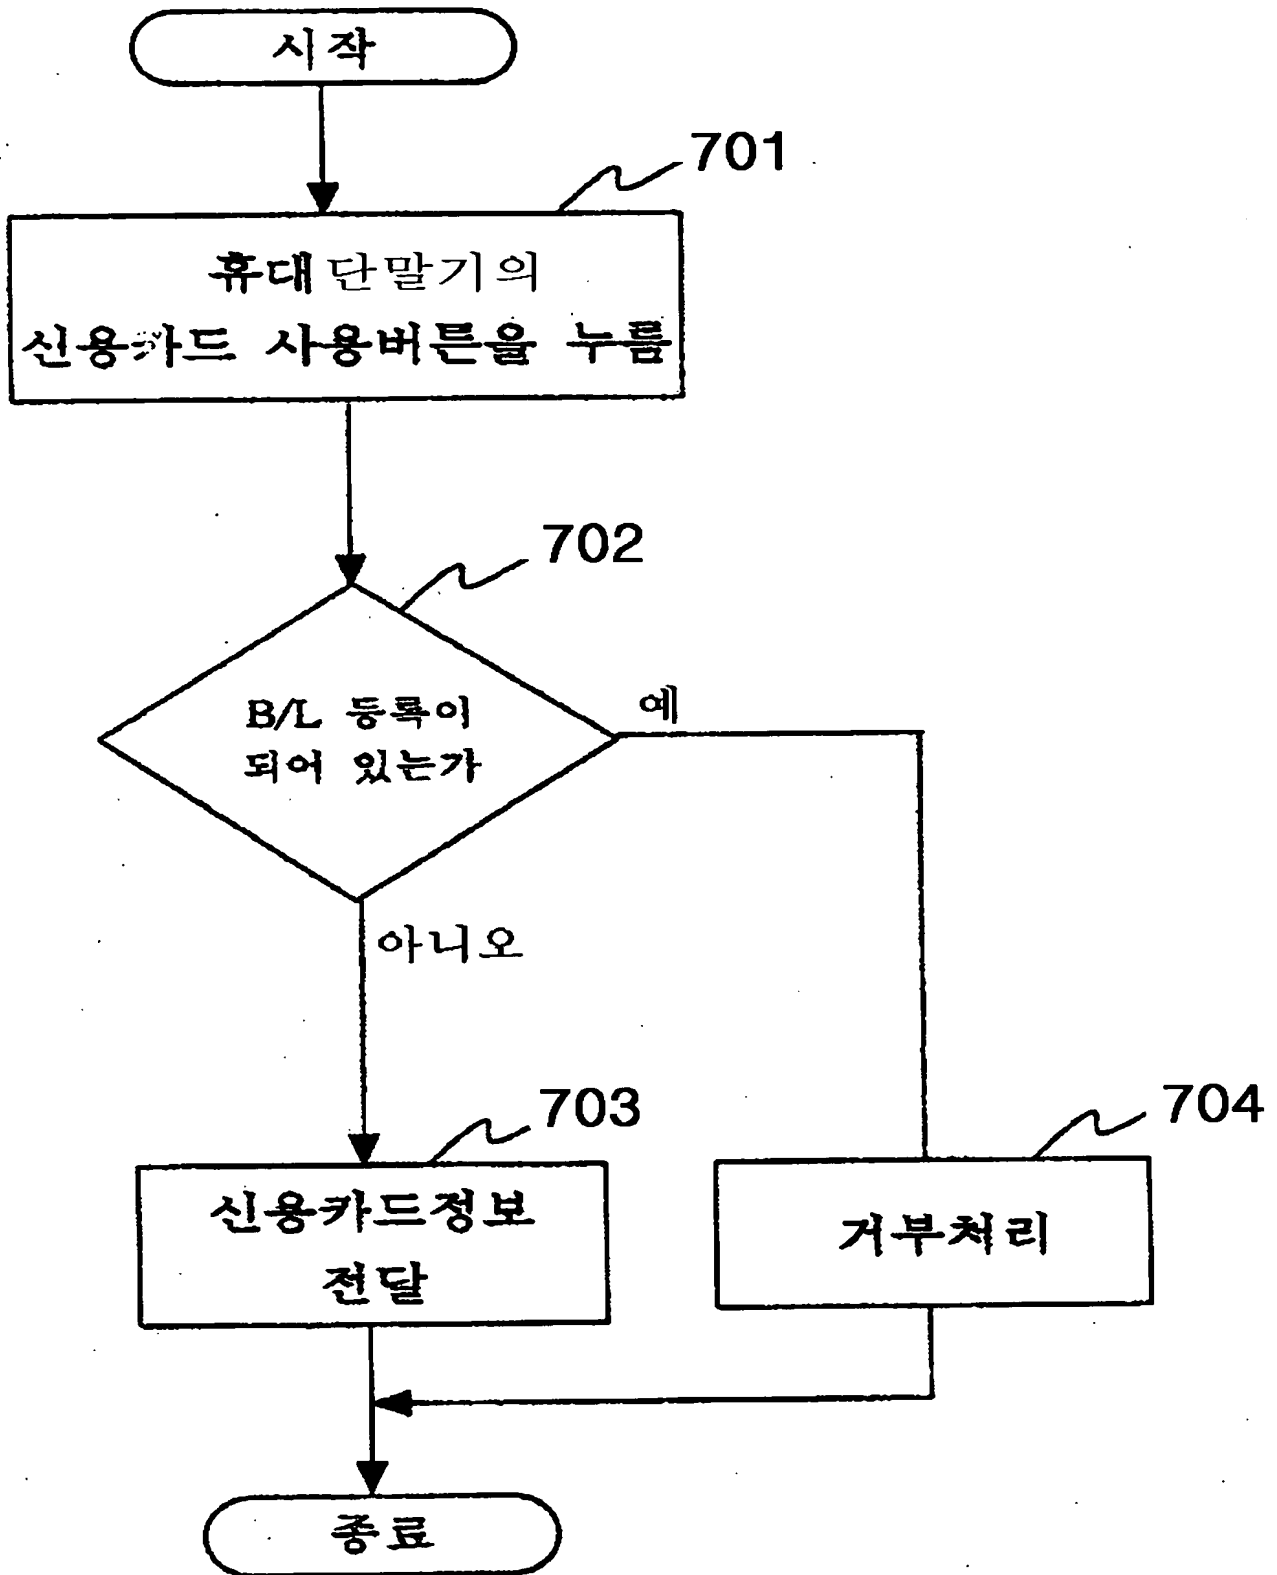 시작
701
휴대단말기의
신용카드 사용버튼을 누름
702
B/L 등록이
되어 있는가
예
아니오
703
신용카드정보
전달
704
거부처리
종료